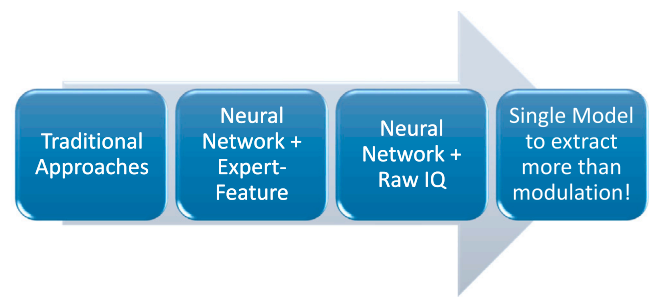 Traditional
Approaches
Neural
Network +
Expert-
Feature
Neural
Network +
Raw IQ
Single Model
to extract
more than
modulation!